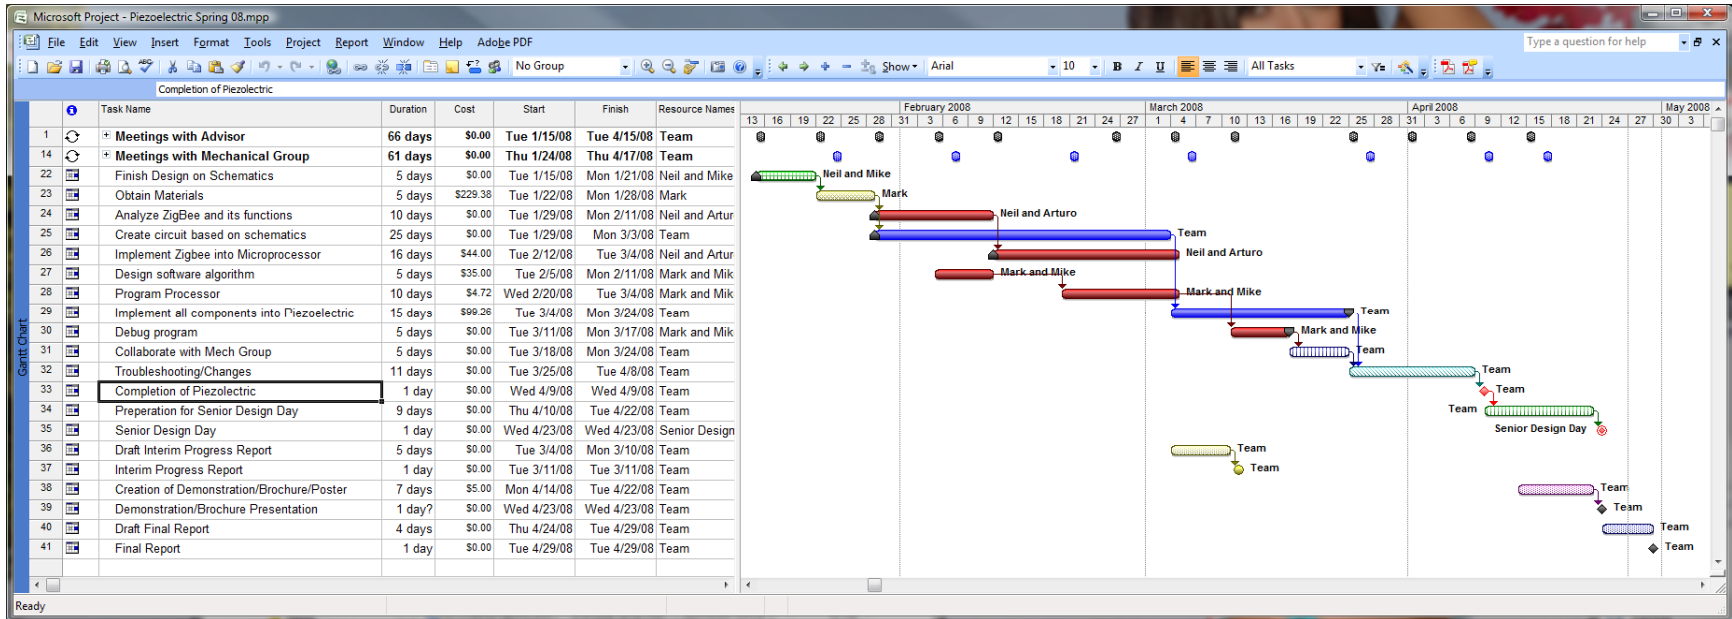 Microsoft Project - Piezoelectric Spring 08.mpp
File Edit View Insert Format Tools Project Report Window Help Adobe PDF Type a question for help
No Group Show Arial 10 B I U All Tasks
Completion of Piezolectric
Task Name Duration Cost Start Finish Resource Names
February 2008 March 2008 April 2008 May 2008
13 16 19 22 25 28 31 3 6 9 12 15 18 21 24 27 1 4 7 10 13 16 19 22 25 28 31 3 6 9 12 15 18 21 24 27 30 3
1 Meetings with Advisor 66 days $0.00 Tue 1/15/08 Tue 4/15/08 Team
14 Meetings with Mechanical Group 61 days $0.00 Thu 1/24/08 Thu 4/17/08 Team
22 Finish Design on Schematics 5 days $0.00 Tue 1/15/08 Mon 1/21/08 Neil and Mike Neil and Mike
23 Obtain Materials 5 days $229.38 Tue 1/22/08 Mon 1/28/08 Mark Mark
24 Analyze ZigBee and its functions 10 days $0.00 Tue 1/29/08 Mon 2/11/08 Neil and Artur Neil and Arturo
25 Create circuit based on schematics 25 days $0.00 Tue 1/29/08 Mon 3/3/08 Team Team
26 Implement Zigbee into Microprocessor 16 days $44.00 Tue 2/12/08 Tue 3/4/08 Neil and Artur Neil and Arturo
27 Design software algorithm 5 days $35.00 Tue 2/5/08 Mon 2/11/08 Mark and Mik Mark and Mike
28 Program Processor 10 days $4.72 Wed 2/20/08 Tue 3/4/08 Mark and Mik Mark and Mike
29 Implement all components into Piezoelectric 15 days $99.26 Tue 3/4/08 Mon 3/24/08 Team Team
30 Debug program 5 days $0.00 Tue 3/11/08 Mon 3/17/08 Mark and Mik Mark and Mike
31 Collaborate with Mech Group 5 days $0.00 Tue 3/18/08 Mon 3/24/08 Team Team
32 Troubleshooting/Changes 11 days $0.00 Tue 3/25/08 Tue 4/8/08 Team Team
33 Completion of Piezolectric 1 day $0.00 Wed 4/9/08 Wed 4/9/08 Team Team
34 Preperation for Senior Design Day 9 days $0.00 Thu 4/10/08 Tue 4/22/08 Team Team
35 Senior Design Day 1 day $0.00 Wed 4/23/08 Wed 4/23/08 Senior Design Senior Design Day
36 Draft Interim Progress Report 5 days $0.00 Tue 3/4/08 Mon 3/10/08 Team Team
37 Interim Progress Report 1 day $0.00 Tue 3/11/08 Tue 3/11/08 Team Team
38 Creation of Demonstration/Brochure/Poster 7 days $5.00 Mon 4/14/08 Tue 4/22/08 Team Team
39 Demonstration/Brochure Presentation 1 day? $0.00 Wed 4/23/08 Wed 4/23/08 Team Team
40 Draft Final Report 4 days $0.00 Thu 4/24/08 Tue 4/29/08 Team Team
41 Final Report 1 day $0.00 Tue 4/29/08 Tue 4/29/08 Team Team
Gantt Chart
Ready